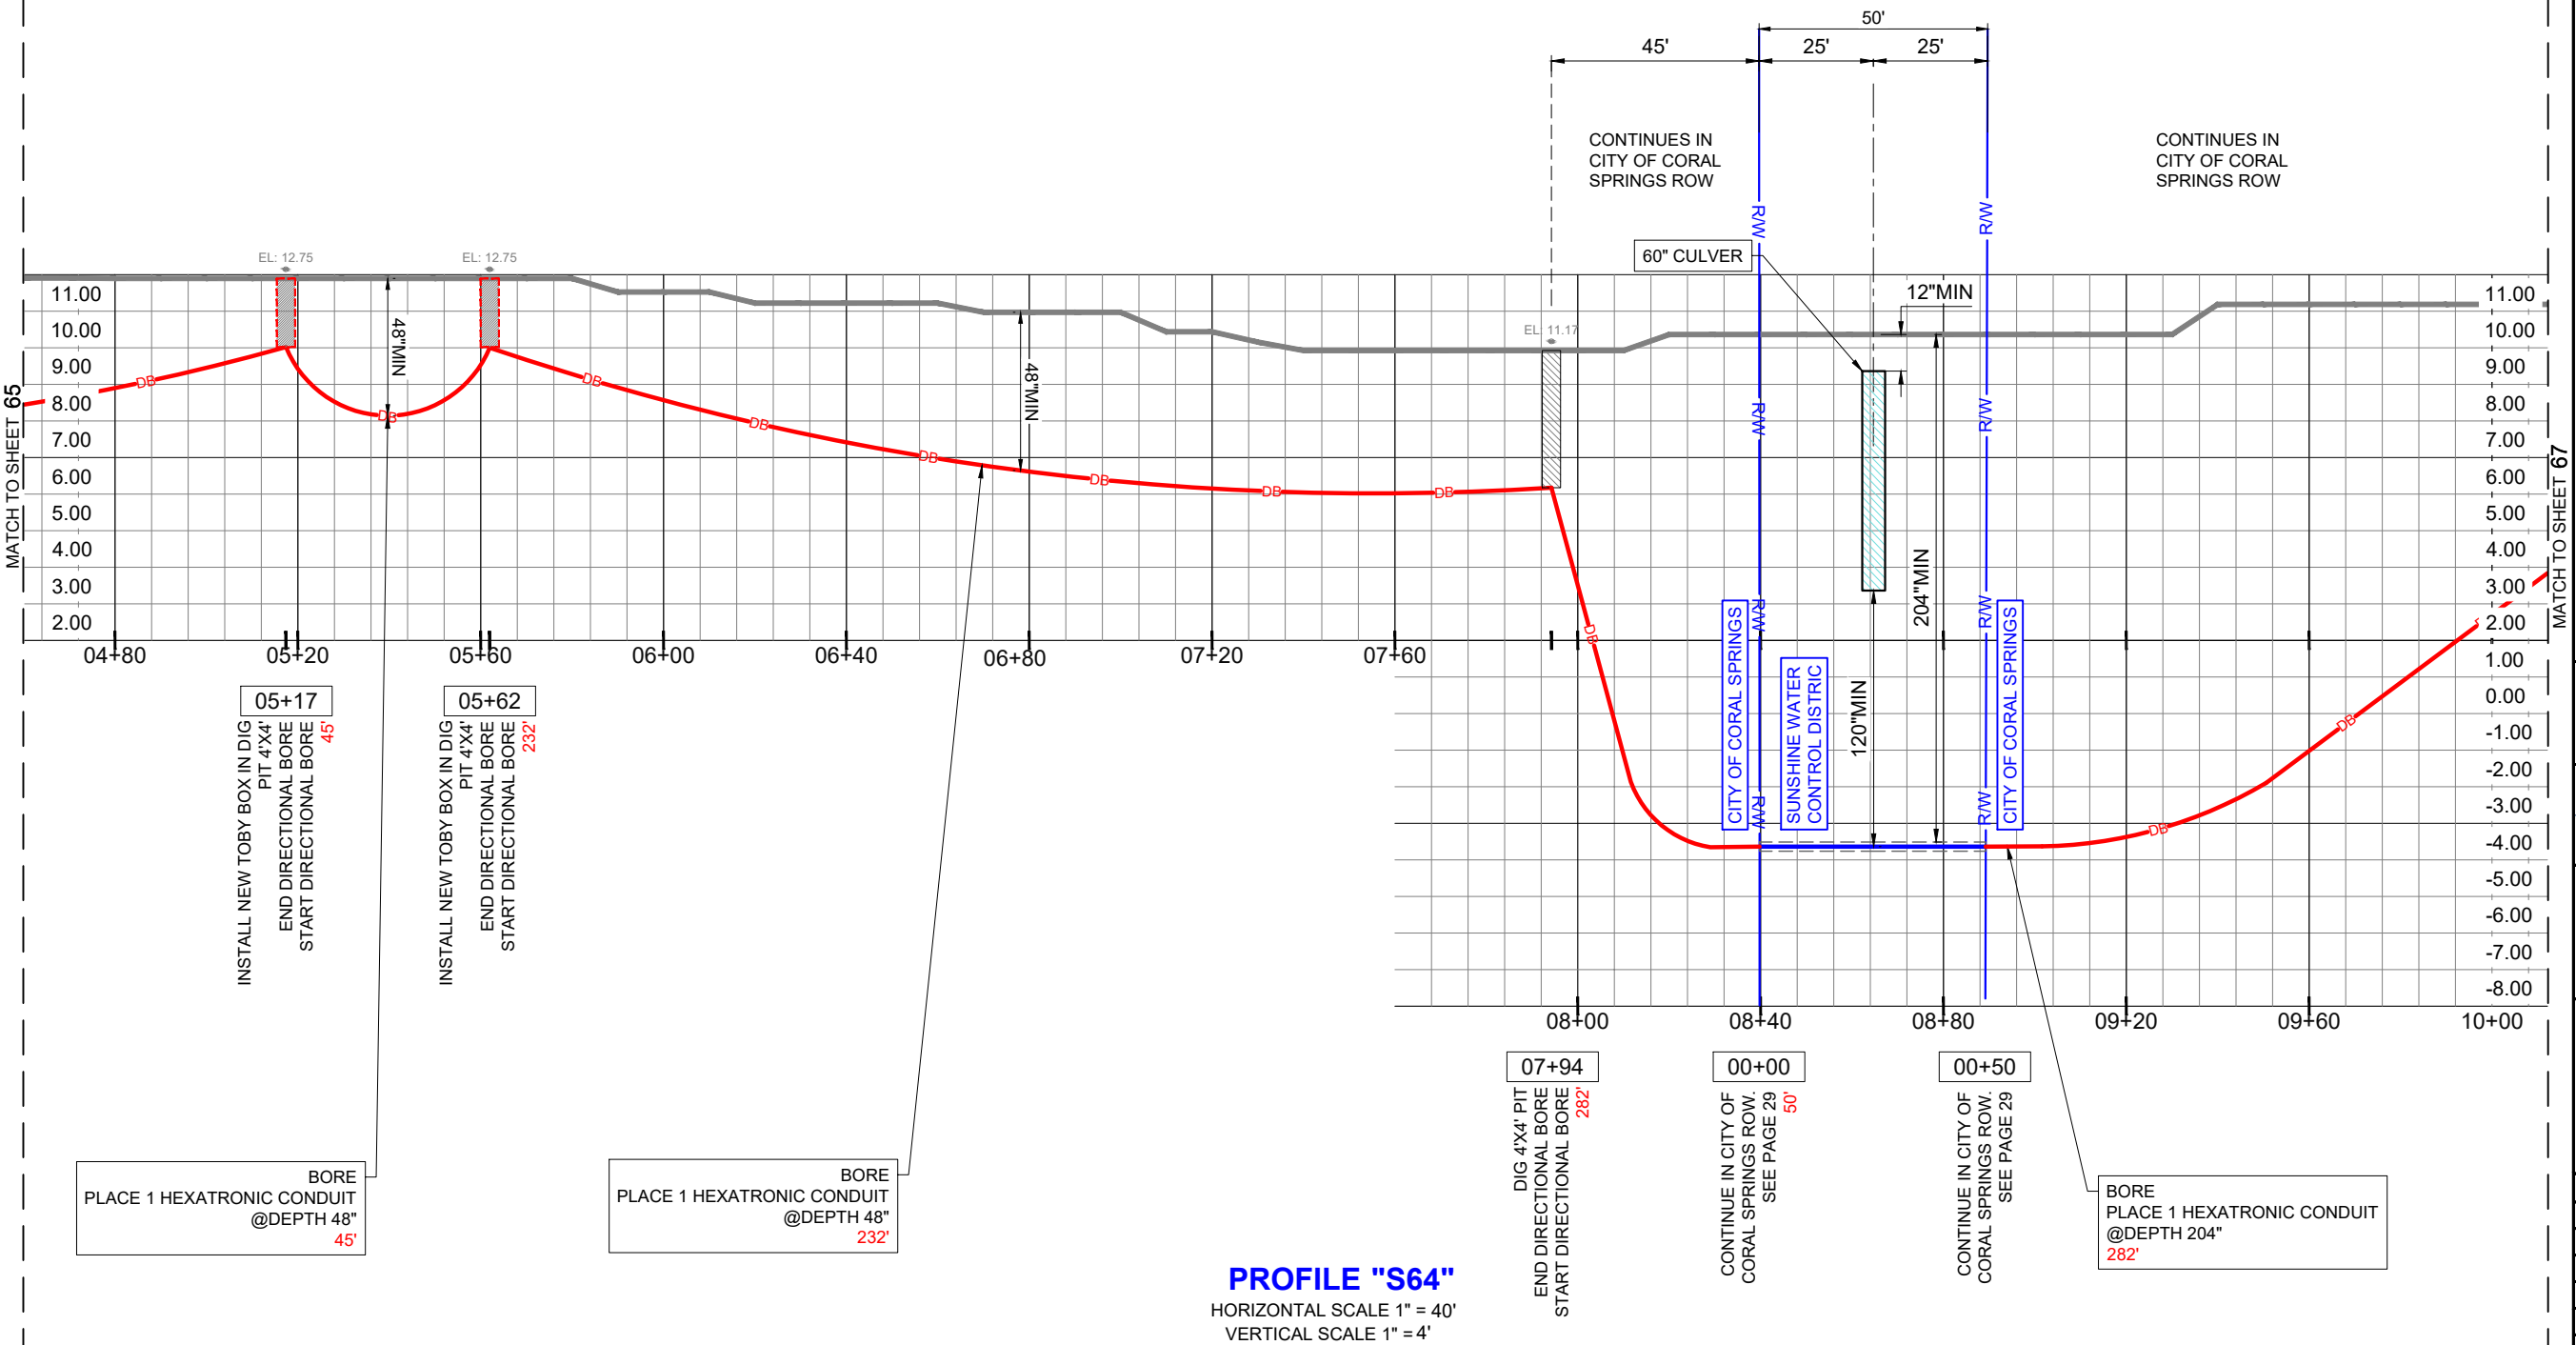 50'
45'
25'
25'
CONTINUES IN
CITY OF CORAL
SPRINGS ROW
CONTINUES IN
CITY OF CORAL
SPRINGS ROW
R/W
R/W
60" CULVER
12"MIN
EL: 12.75
EL: 12.75
EL: 11.17
11.00
10.00
9.00
8.00
7.00
6.00
5.00
4.00
3.00
2.00
MATCH TO SHEET 65
DB
DB
48"MIN
DB
DB
DB
48"MIN
DB
DB
DB
DB
R/W
R/W
R/W
R/W
R/W
R/W
204"MIN
120"MIN
CITY OF CORAL SPRINGS
SUNSHINE WATER
CONTROL DISTRIC
CITY OF CORAL SPRINGS
DB
DB
DB
11.00
10.00
9.00
8.00
7.00
6.00
5.00
4.00
3.00
2.00
1.00
0.00
-1.00
-2.00
-3.00
-4.00
-5.00
-6.00
-7.00
-8.00
MATCH TO SHEET 67
04+80
05+20
05+60
06+00
06+40
06+80
07+20
07+60
08+00
08+40
08+80
09+20
09+60
10+00
05+17
INSTALL NEW TOBY BOX IN DIG
PIT 4'X4'
END DIRECTIONAL BORE
START DIRECTIONAL BORE
45'
05+62
INSTALL NEW TOBY BOX IN DIG
PIT 4'X4'
END DIRECTIONAL BORE
START DIRECTIONAL BORE
232'
07+94
DIG 4'X4' PIT
END DIRECTIONAL BORE
START DIRECTIONAL BORE
282'
00+00
CONTINUE IN CITY OF
CORAL SPRINGS ROW.
SEE PAGE 29
50'
00+50
CONTINUE IN CITY OF
CORAL SPRINGS ROW.
SEE PAGE 29
BORE
PLACE 1 HEXATRONIC CONDUIT
@DEPTH 48"
45'
BORE
PLACE 1 HEXATRONIC CONDUIT
@DEPTH 48"
232'
BORE
PLACE 1 HEXATRONIC CONDUIT
@DEPTH 204"
282'
PROFILE "S64"
HORIZONTAL SCALE 1" = 40'
VERTICAL SCALE 1" = 4'